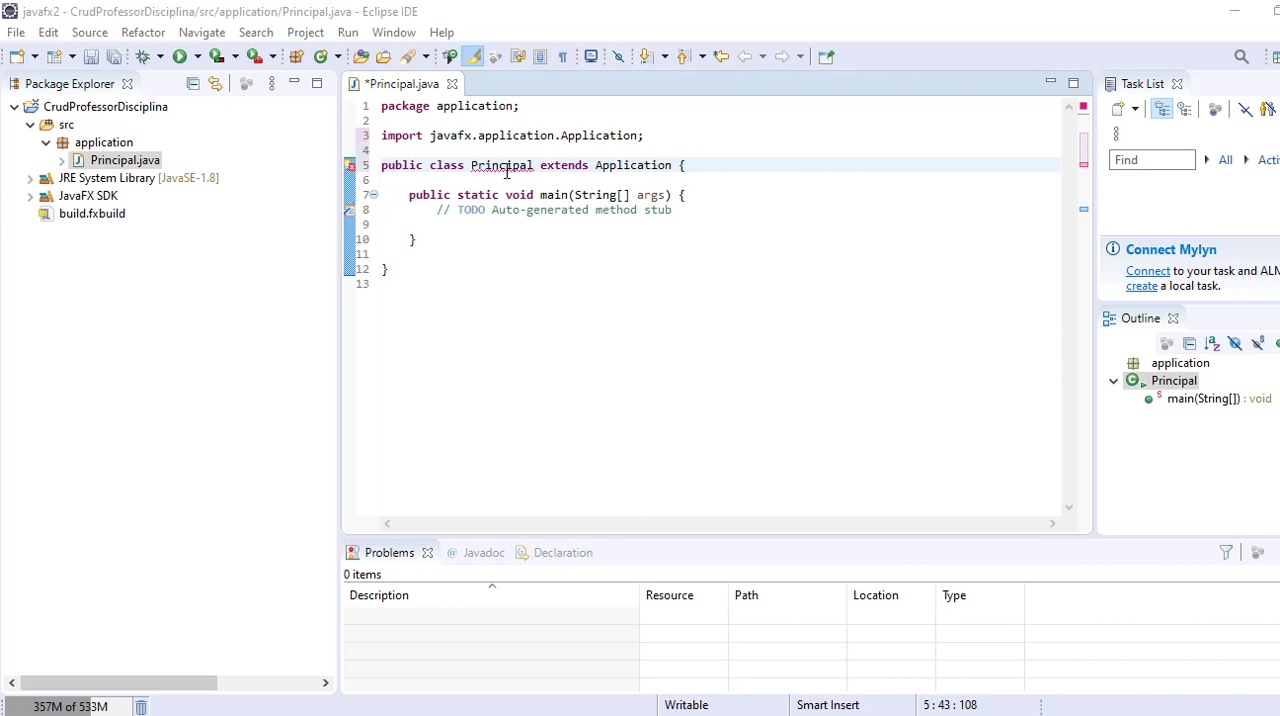 javafx2 - CrudProfessorDisciplina/src/application/Principal.java - Eclipse IDE
File Edit Source Refactor Navigate Search Project Run Window Help
Package Explorer
CrudProfessorDisciplina
src
application
Principal.java
JRE System Library [JavaSE-1.8]
JavaFX SDK
build.fxbuild
*Principal.java
1 package application;
2
3 import javafx.application.Application;
4
5 public class Principal extends Application {
6
7 public static void main(String[] args) {
8 // TODO Auto-generated method stub
9
10 }
11
12 }
13
Task List
Find All Activ
Connect Mylyn
Connect to your task and ALM
create a local task.
Outline
application
Principal
main(String[]) : void
Problems Javadoc Declaration
0 items
Description Resource Path Location Type
357M of 533M Writable Smart Insert 5 : 43 : 108